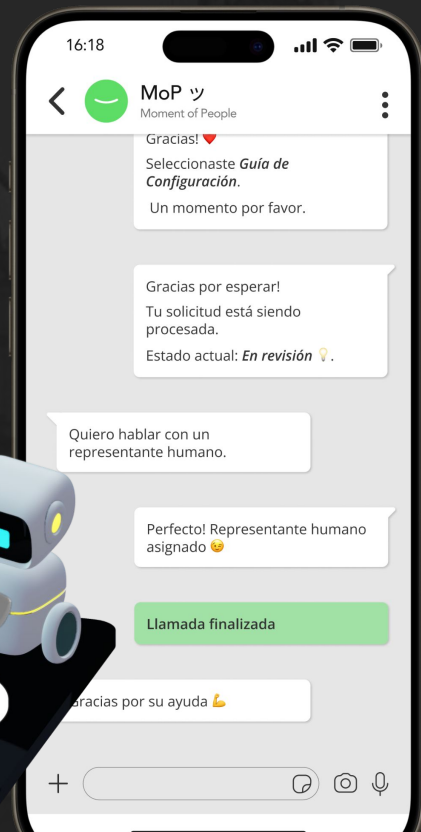 16:18
MoP ツ
Moment of People
Gracias! ❤️
Seleccionaste Guía de
Configuración.
Un momento por favor.
Gracias por esperar!
Tu solicitud está siendo
procesada.
Estado actual: En revisión 💡.
Quiero hablar con un
representante humano.
Perfecto! Representante humano
asignado 😉
Llamada finalizada
Gracias por su ayuda 💪